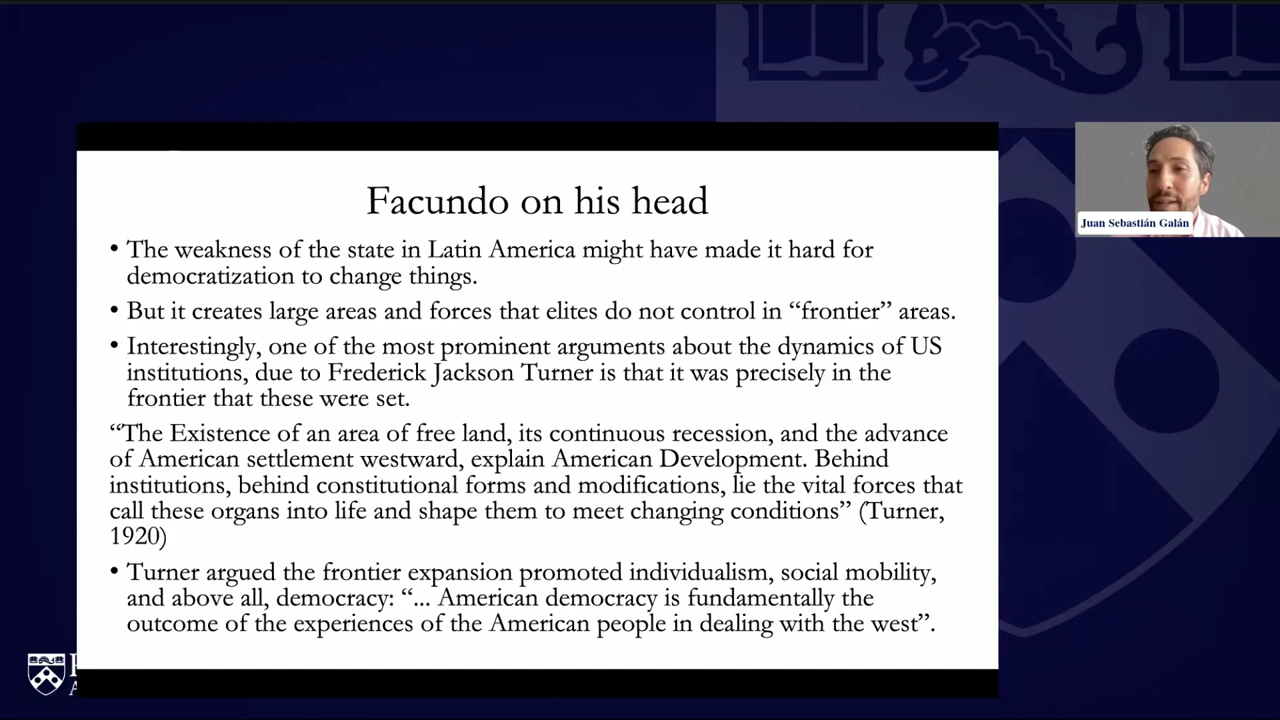 Facundo on his head
• The weakness of the state in Latin America might have made it hard for
democratization to change things.
• But it creates large areas and forces that elites do not control in “frontier” areas.
• Interestingly, one of the most prominent arguments about the dynamics of US
institutions, due to Frederick Jackson Turner is that it was precisely in the
frontier that these were set.
“The Existence of an area of free land, its continuous recession, and the advance
of American settlement westward, explain American Development. Behind
institutions, behind constitutional forms and modifications, lie the vital forces that
call these organs into life and shape them to meet changing conditions” (Turner,
1920)
• Turner argued the frontier expansion promoted individualism, social mobility,
and above all, democracy: “... American democracy is fundamentally the
outcome of the experiences of the American people in dealing with the west”.
Juan Sebastián Galán